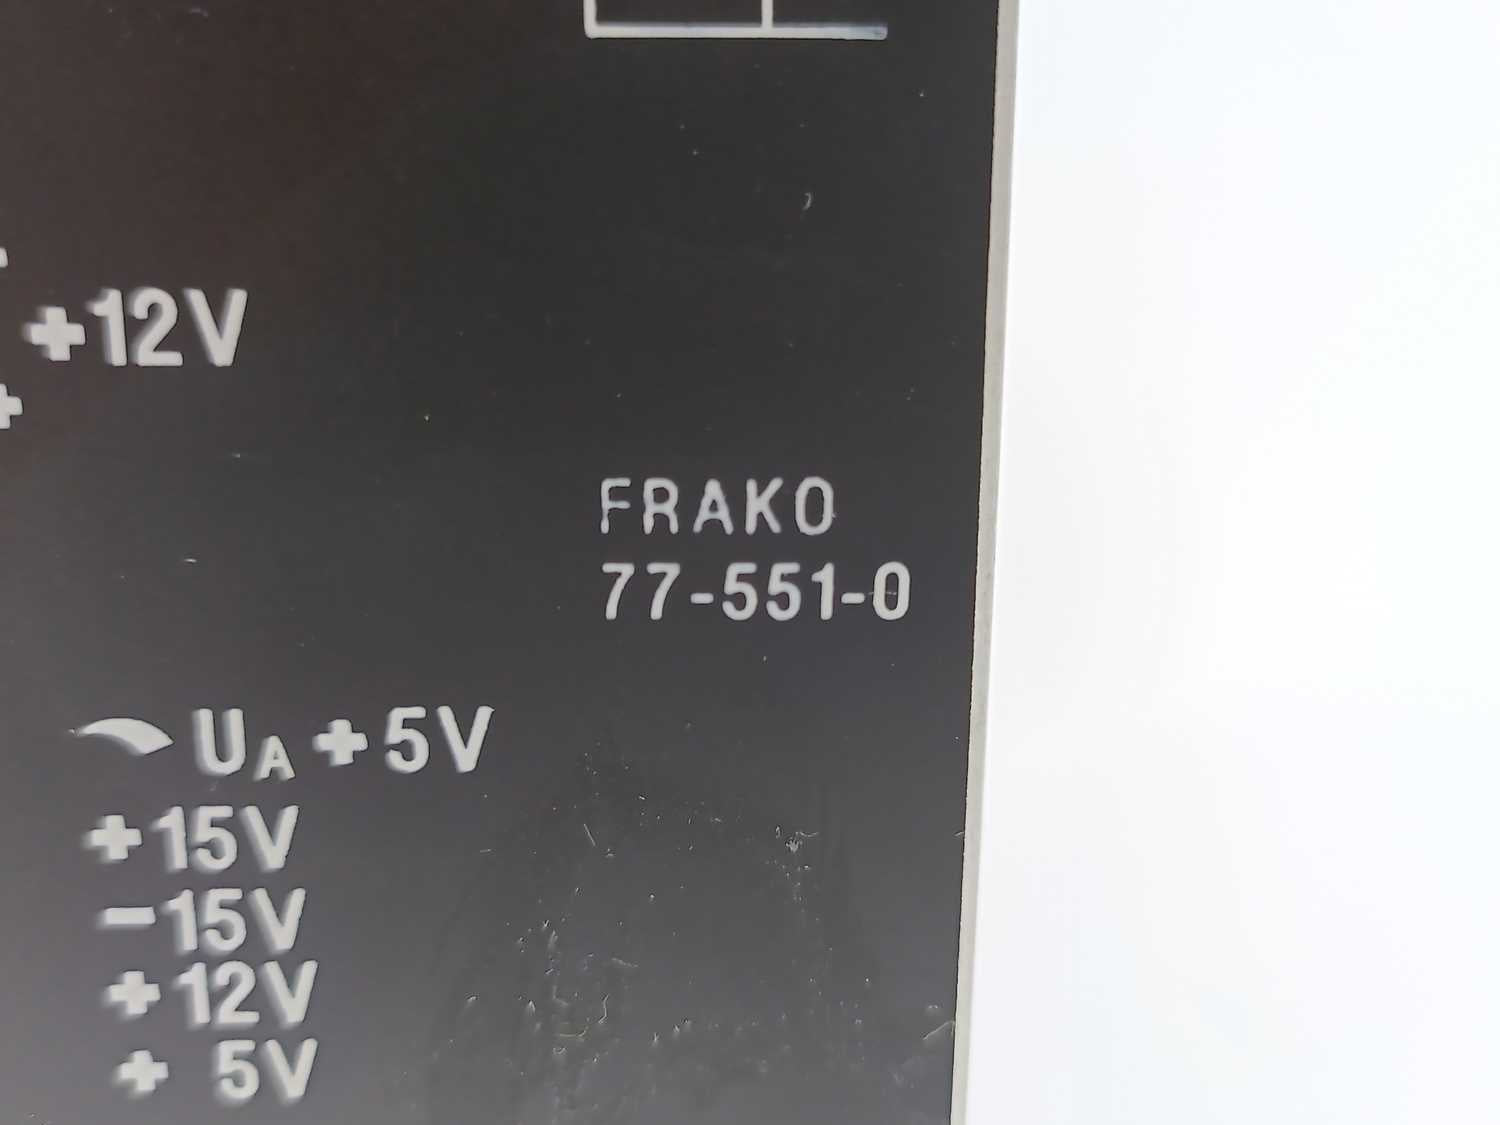 +12V
+
FRAKO
77-551-0
UA +5V
+15V
-15V
+12V
+ 5V